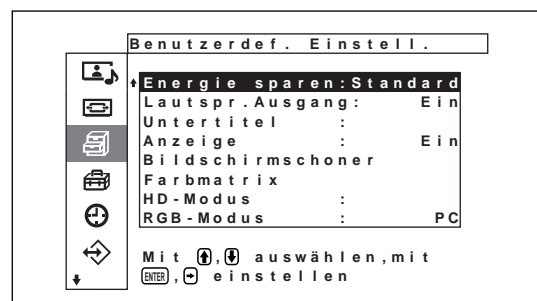 Benutzerdef. Einstell.
Energie sparen:Standard
Lautspr.Ausgang: Ein
Untertitel :
Anzeige : Ein
Bildschirmschoner
Farbmatrix
HD-Modus :
RGB-Modus : PC
Mit ↑,↓ auswählen,mit
ENTER,→ einstellen